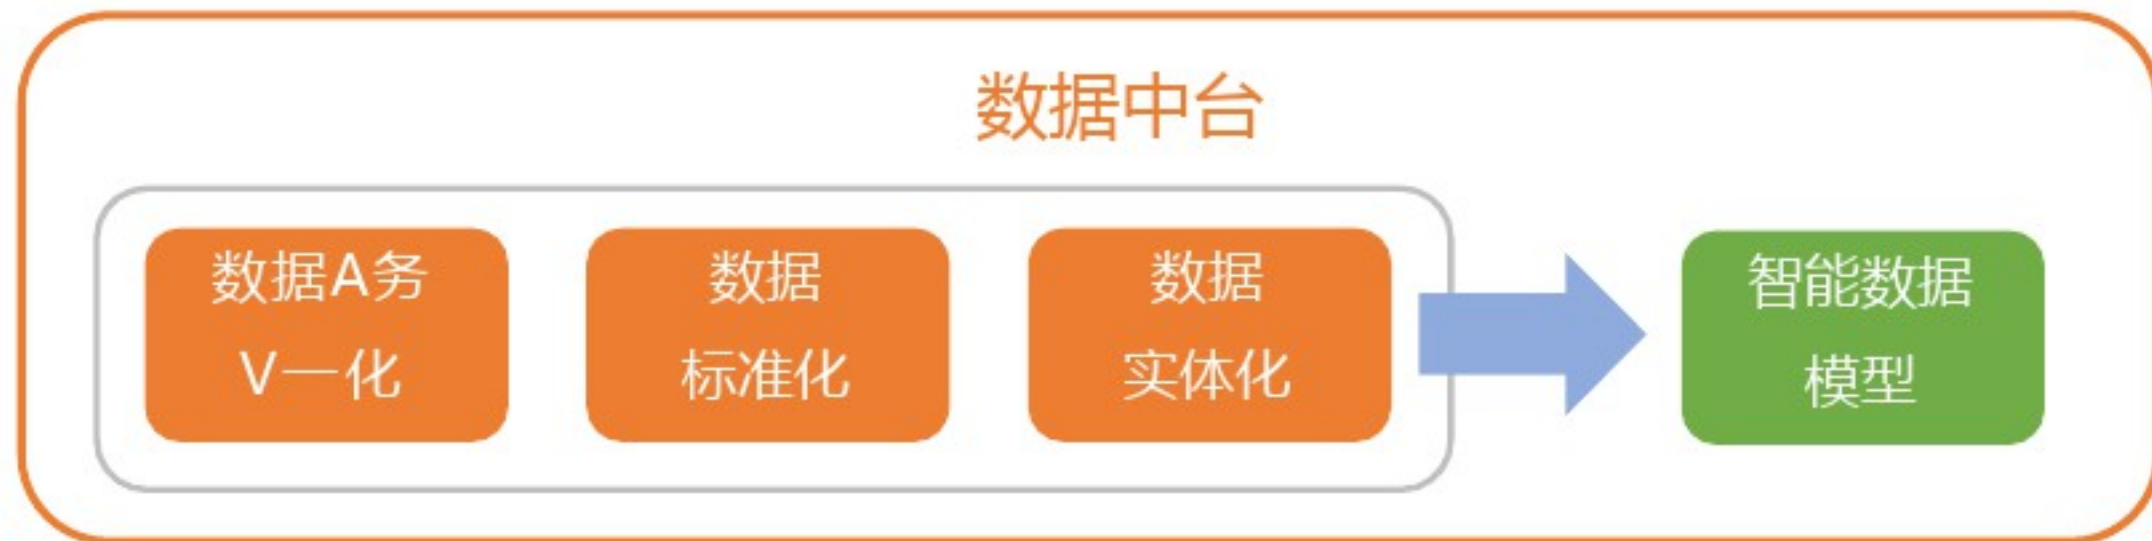 数据中台
数据A务
V一化
数据
标准化
数据
实体化
智能数据
模型